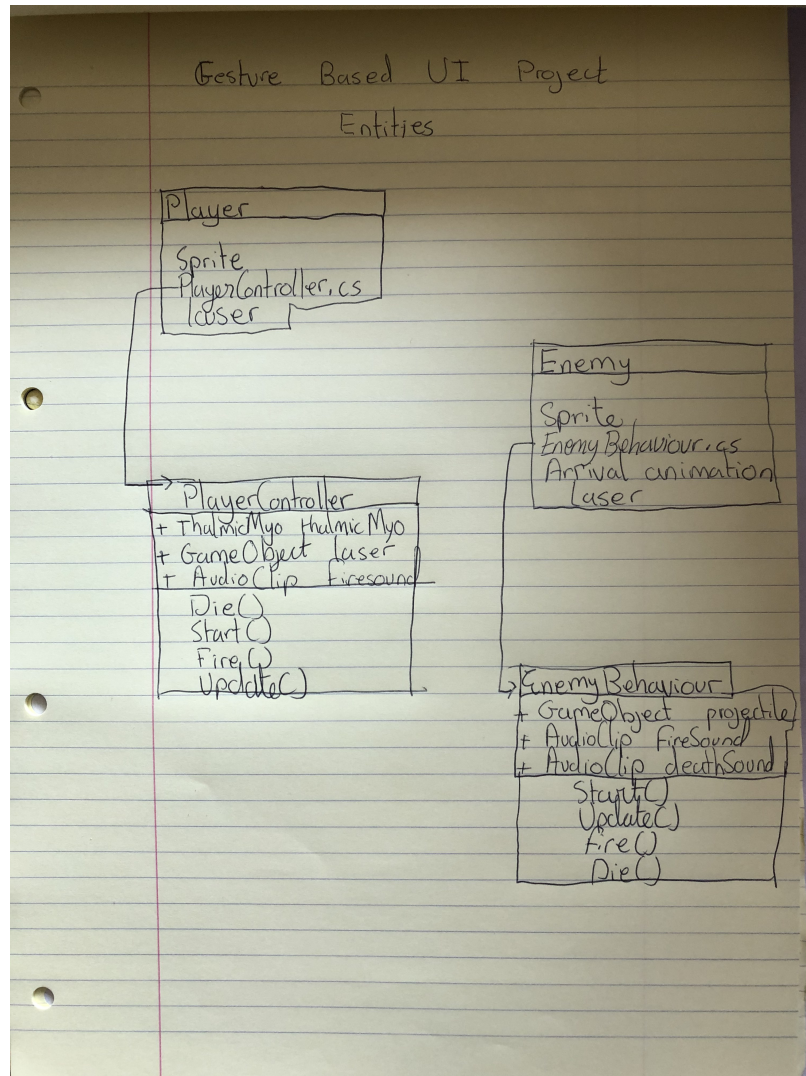 Gesture Based UI Project
Entities
Player
Sprite
PlayerController.cs
laser
Enemy
Sprite
EnemyBehaviour.cs
Arrival animation
Laser
PlayerController
+ ThalmicMyo thalmicMyo
+ GameObject laser
+ AudioClip firesound
Die()
Start()
Fire()
Update()
EnemyBehaviour
+ GameObject projectile
+ AudioClip fireSound
+ AudioClip deathSound
Start()
Update()
Fire()
Die()